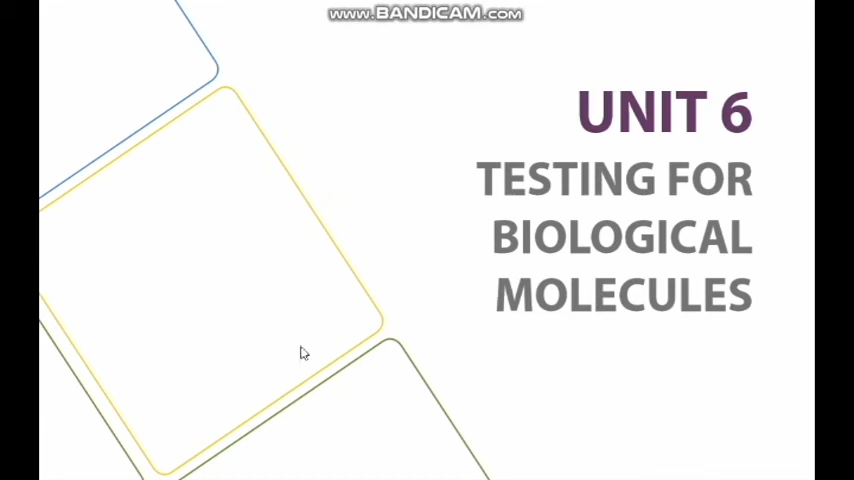 WWW.BANDICAM.COM
UNIT 6
TESTING FOR
BIOLOGICAL
MOLECULES